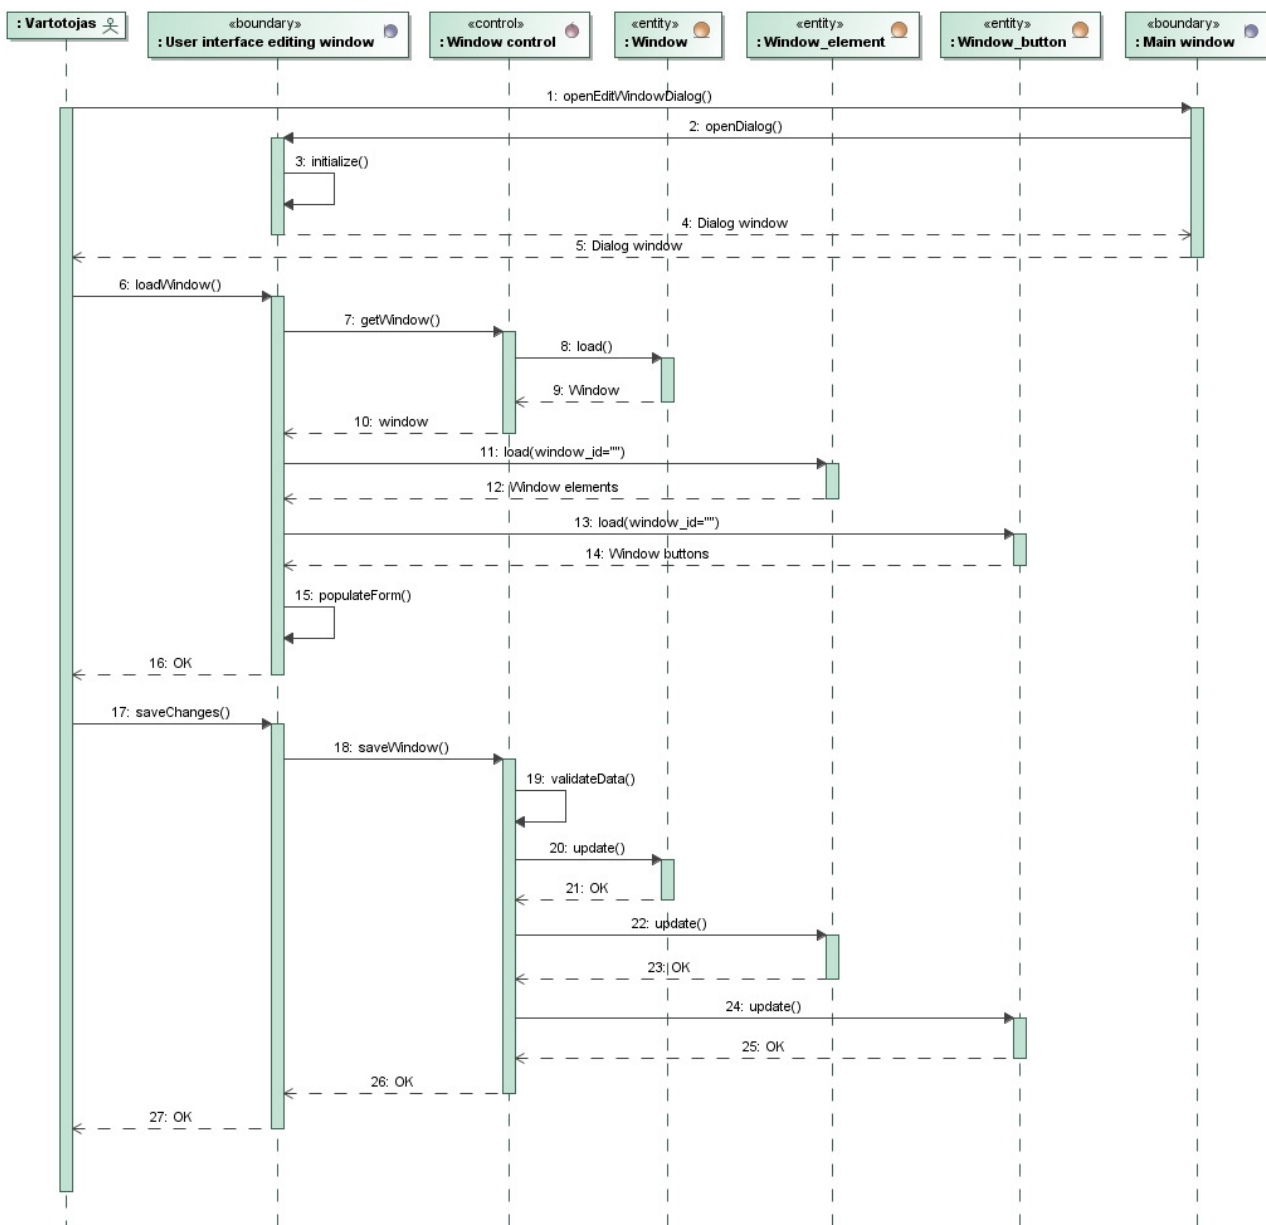 : Vartotojas
«boundary»
: User interface editing window
«control»
: Window control
«entity»
: Window
«entity»
: Window_element
«entity»
: Window_button
«boundary»
: Main window
1: openEditWindowDialog()
2: openDialog()
3: initialize()
4: Dialog window
5: Dialog window
6: loadWindow()
7: getWindow()
8: load()
9: Window
10: window
11: load(window_id="")
12: Window elements
13: load(window_id="")
14: Window buttons
15: populateForm()
16: OK
17: saveChanges()
18: saveWindow()
19: validateData()
20: update()
21: OK
22: update()
23: OK
24: update()
25: OK
26: OK
27: OK